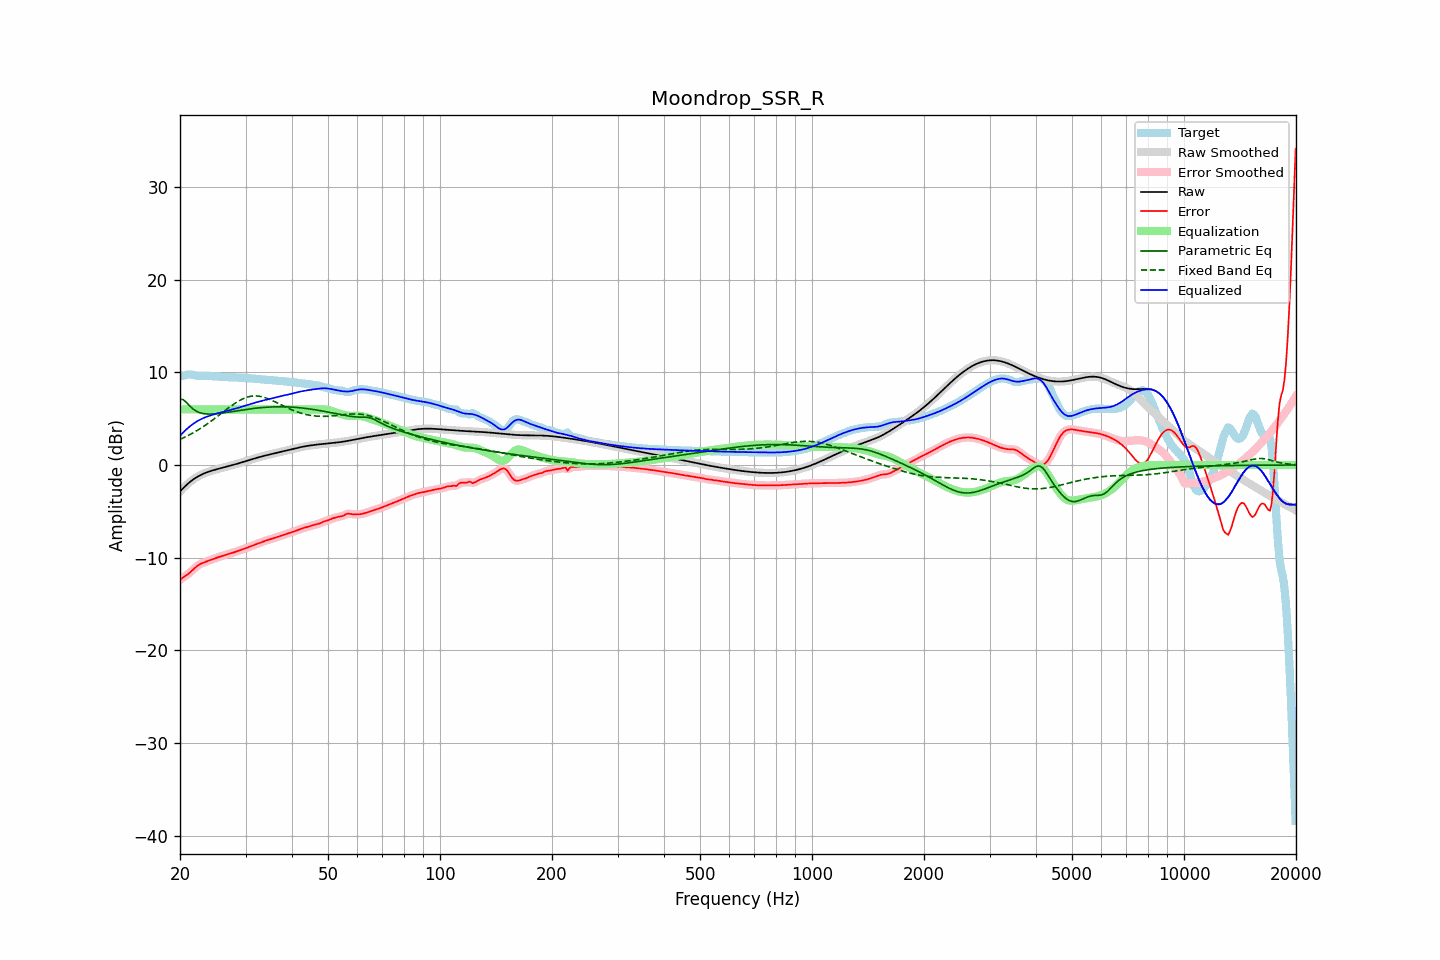 Moondrop_SSR_R
Target
Raw Smoothed
Error Smoothed
Raw
Error
Equalization
Parametric Eq
Fixed Band Eq
Equalized
Amplitude (dBr)
30
20
10
0
−10
−20
−30
−40
20
50
100
200
500
1000
2000
5000
10000
20000
Frequency (Hz)